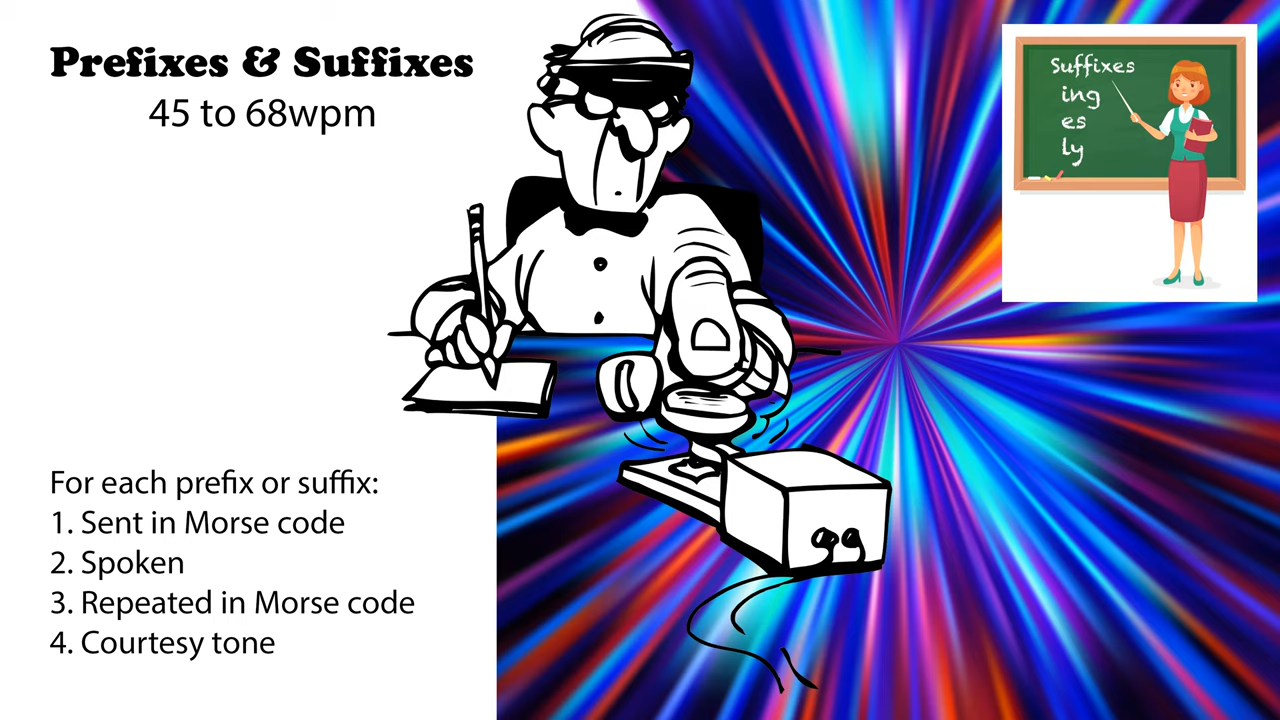 Prefixes & Suffixes
45 to 68wpm
Suffixes
ing
es
ly
For each prefix or suffix:
1. Sent in Morse code
2. Spoken
3. Repeated in Morse code
4. Courtesy tone